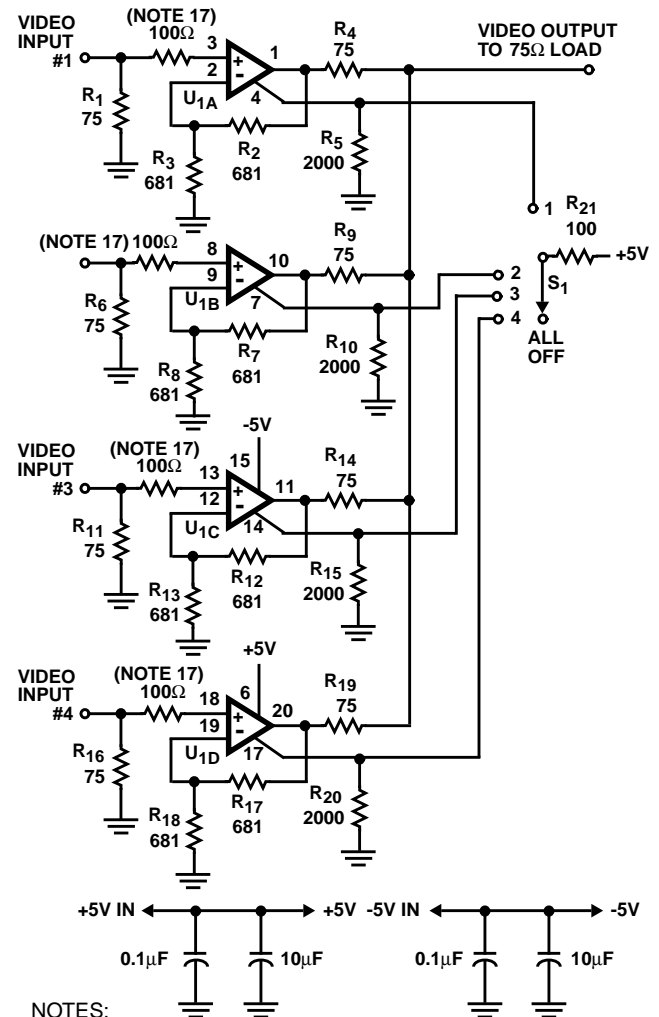 VIDEO INPUT #1
(NOTE 17)
100Ω
3
2
+
-
1
4
U1A
R1
75
R3
681
R2
681
R4
75
R5
2000
VIDEO OUTPUT
TO 75Ω LOAD
1
R21
100
+5V
S1
2
3
4
ALL
OFF
(NOTE 17) 100Ω
8
9
+
-
10
7
U1B
R6
75
R8
681
R7
681
R9
75
R10
2000
VIDEO
INPUT
#3
(NOTE 17)
100Ω
-5V
15
13
12
+
-
11
14
U1C
R11
75
R13
681
R12
681
R14
75
R15
2000
VIDEO
INPUT
#4
(NOTE 17)
100Ω
+5V
6
18
19
+
-
20
17
U1D
R16
75
R18
681
R17
681
R19
75
R20
2000
+5V IN
+5V
-5V IN
-5V
0.1μF
10μF
0.1μF
10μF
NOTES: